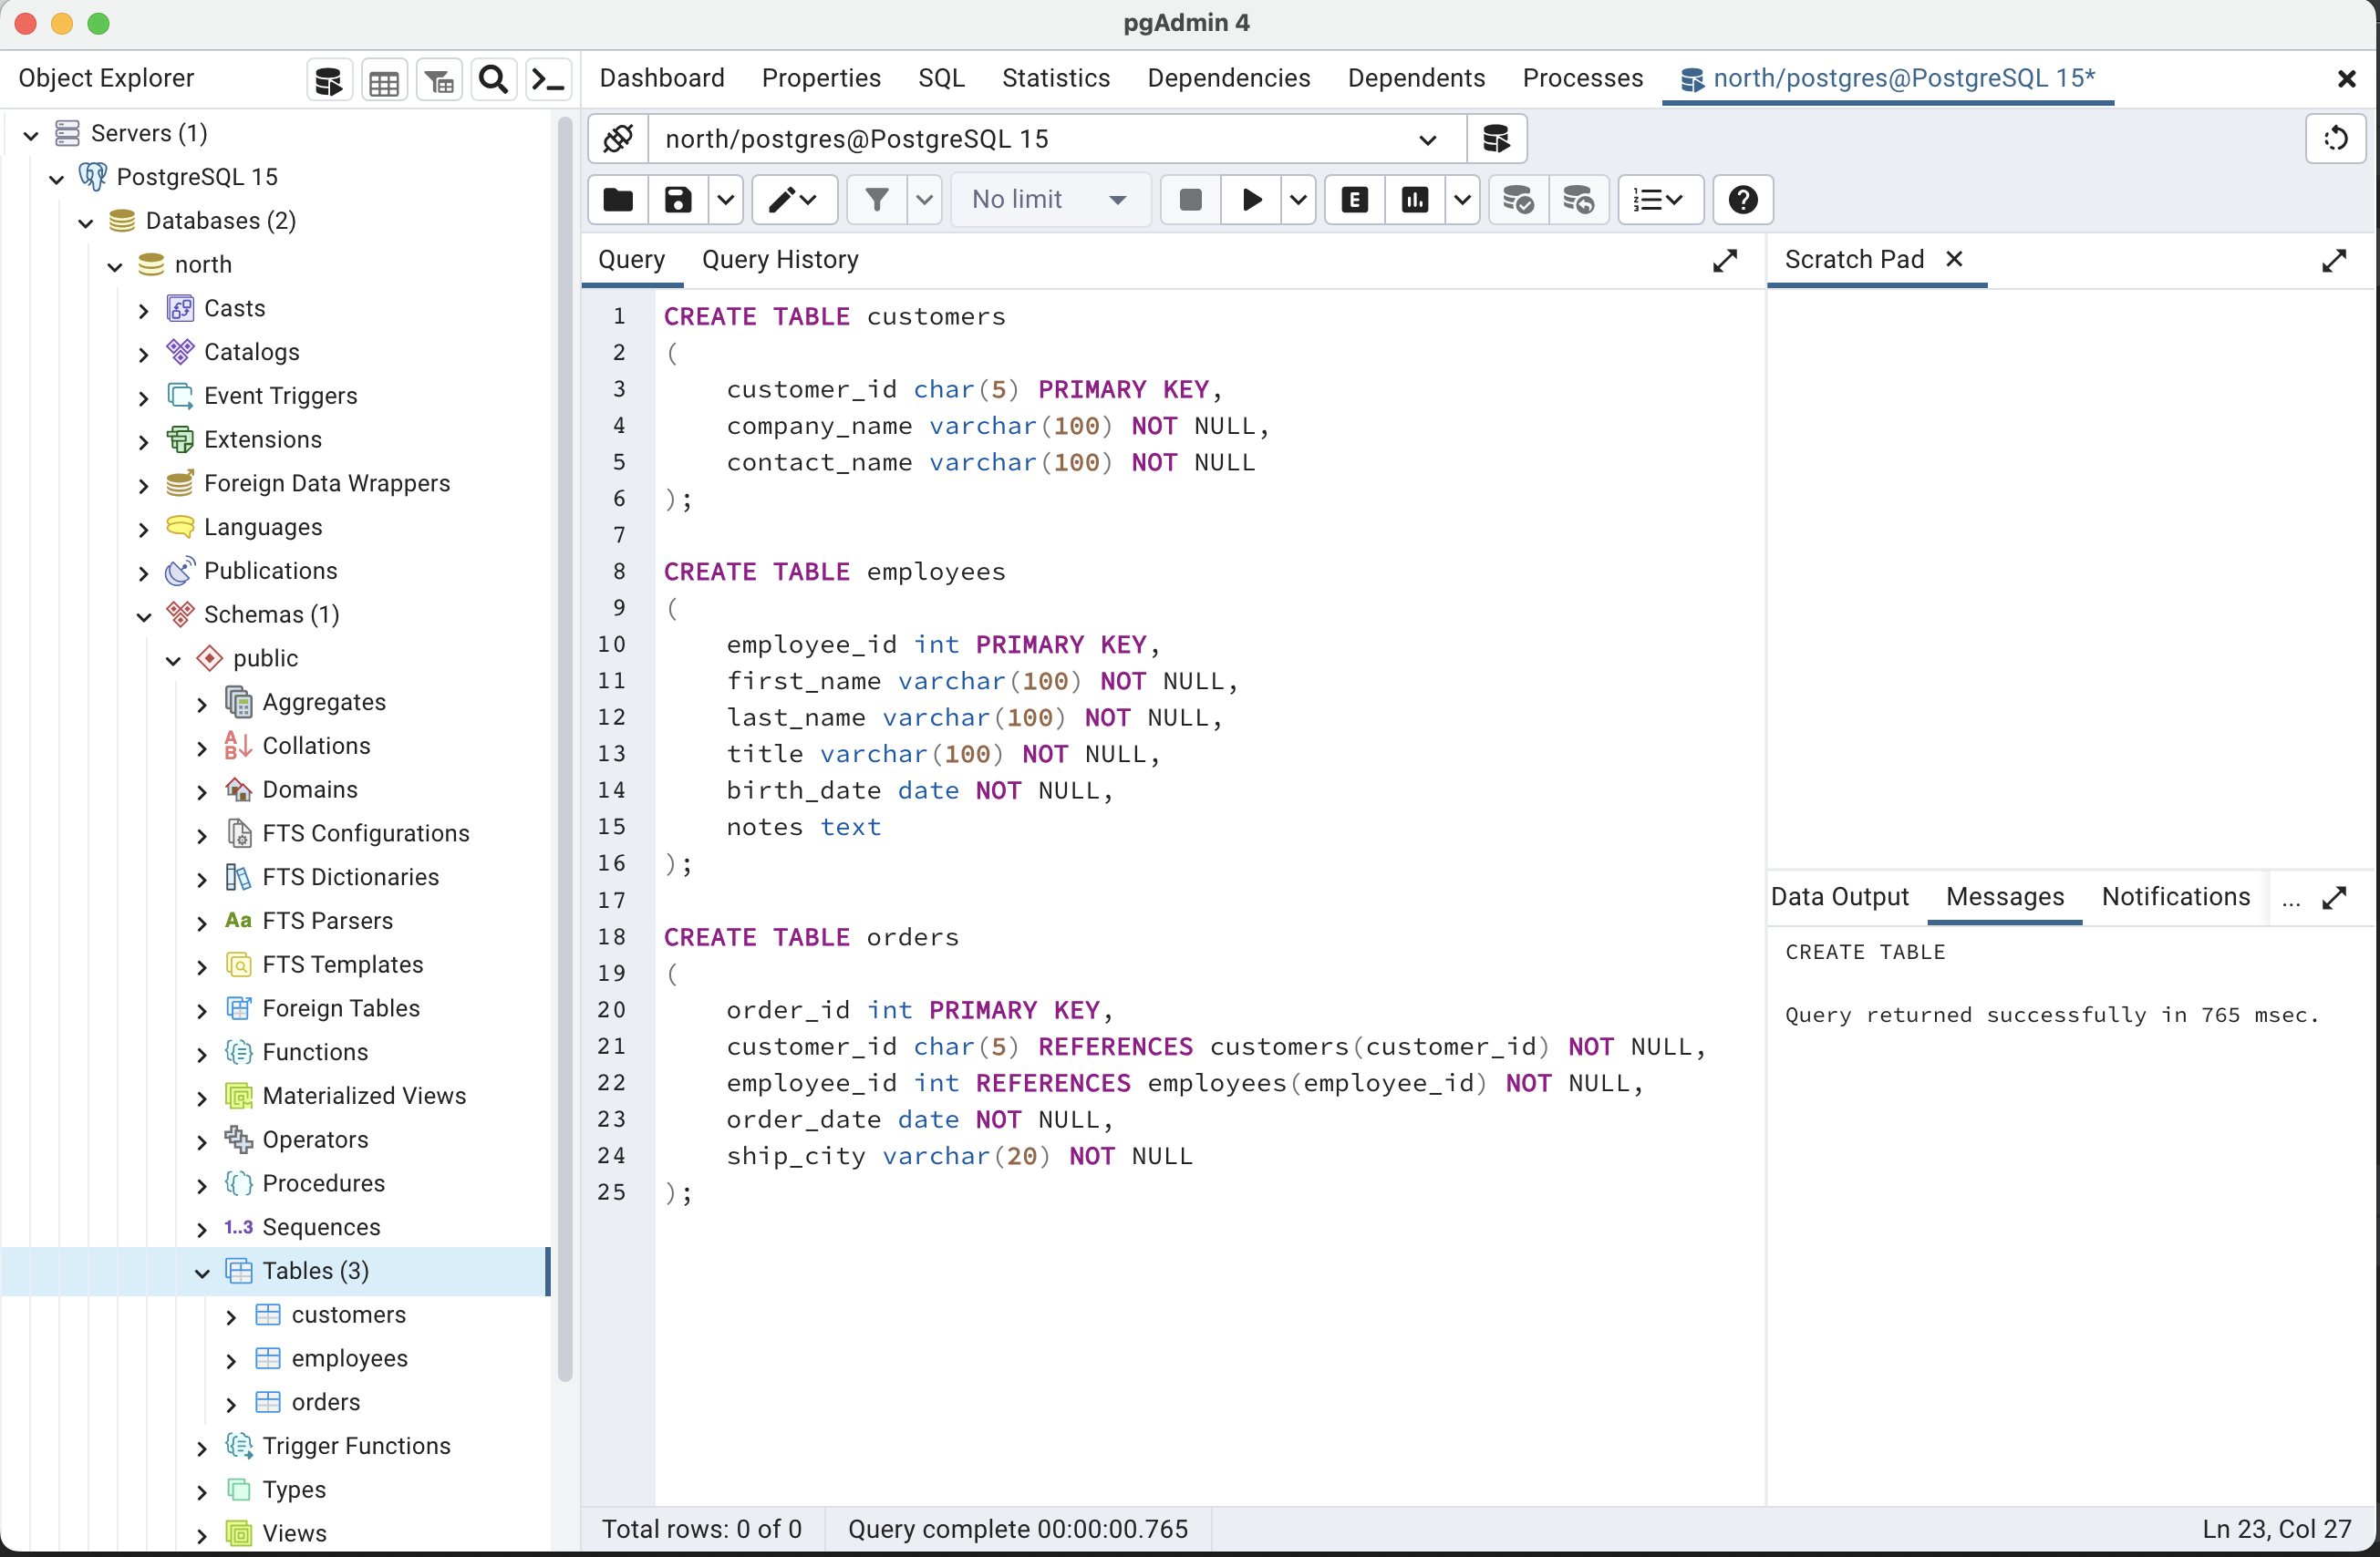 pgAdmin 4
Object Explorer
Dashboard Properties SQL Statistics Dependencies Dependents Processes north/postgres@PostgreSQL 15*
Servers (1)
PostgreSQL 15
Databases (2)
north
Casts
Catalogs
Event Triggers
Extensions
Foreign Data Wrappers
Languages
Publications
Schemas (1)
public
Aggregates
Collations
Domains
FTS Configurations
FTS Dictionaries
Aa FTS Parsers
FTS Templates
Foreign Tables
Functions
Materialized Views
Operators
Procedures
1..3 Sequences
Tables (3)
customers
employees
orders
Trigger Functions
Types
Views
north/postgres@PostgreSQL 15
No limit
E
Query Query History
1 CREATE TABLE customers
2 (
3 customer_id char(5) PRIMARY KEY,
4 company_name varchar(100) NOT NULL,
5 contact_name varchar(100) NOT NULL
6 );
7
8 CREATE TABLE employees
9 (
10 employee_id int PRIMARY KEY,
11 first_name varchar(100) NOT NULL,
12 last_name varchar(100) NOT NULL,
13 title varchar(100) NOT NULL,
14 birth_date date NOT NULL,
15 notes text
16 );
17
18 CREATE TABLE orders
19 (
20 order_id int PRIMARY KEY,
21 customer_id char(5) REFERENCES customers(customer_id) NOT NULL,
22 employee_id int REFERENCES employees(employee_id) NOT NULL,
23 order_date date NOT NULL,
24 ship_city varchar(20) NOT NULL
25 );
Scratch Pad
Data Output Messages Notifications ...
CREATE TABLE
Query returned successfully in 765 msec.
Total rows: 0 of 0 Query complete 00:00:00.765 Ln 23, Col 27